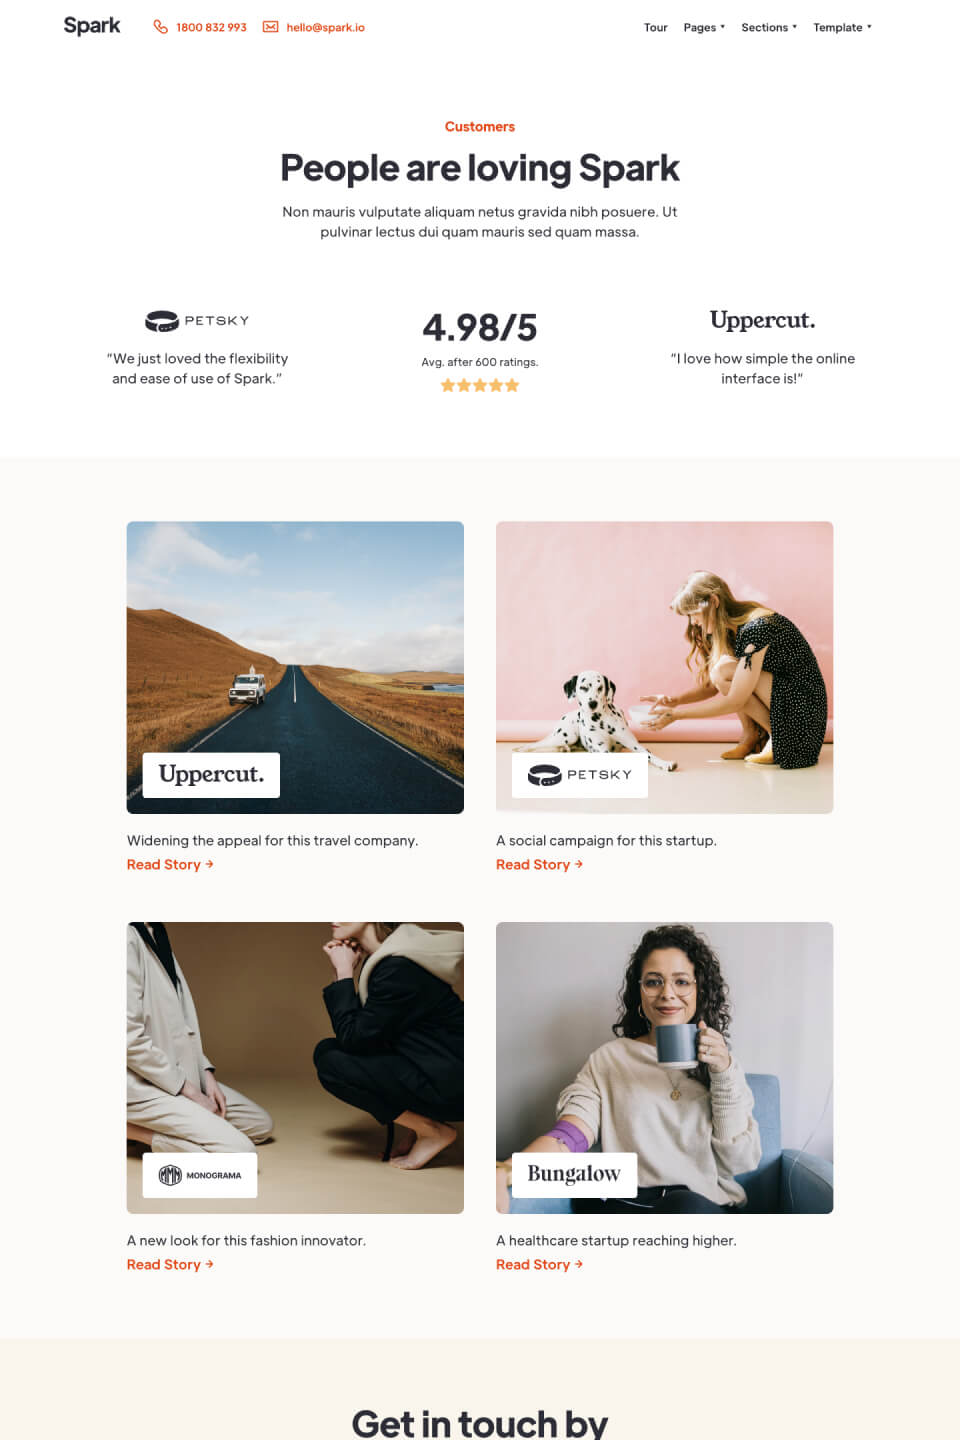 Spark
1800 832 993
hello@spark.io
Tour
Pages
Sections
Template
Customers
People are loving Spark
Non mauris vulputate aliquam netus gravida nibh posuere. Ut
pulvinar lectus dui quam mauris sed quam massa.
PETSKY
"We just loved the flexibility
and ease of use of Spark."
4.98/5
Avg. after 600 ratings.
Uppercut.
"I love how simple the online
interface is!"
Uppercut.
Widening the appeal for this travel company.
Read Story →
PETSKY
A social campaign for this startup.
Read Story →
MONOGRAMA
A new look for this fashion innovator.
Read Story →
Bungalow
A healthcare startup reaching higher.
Read Story →
Get in touch by